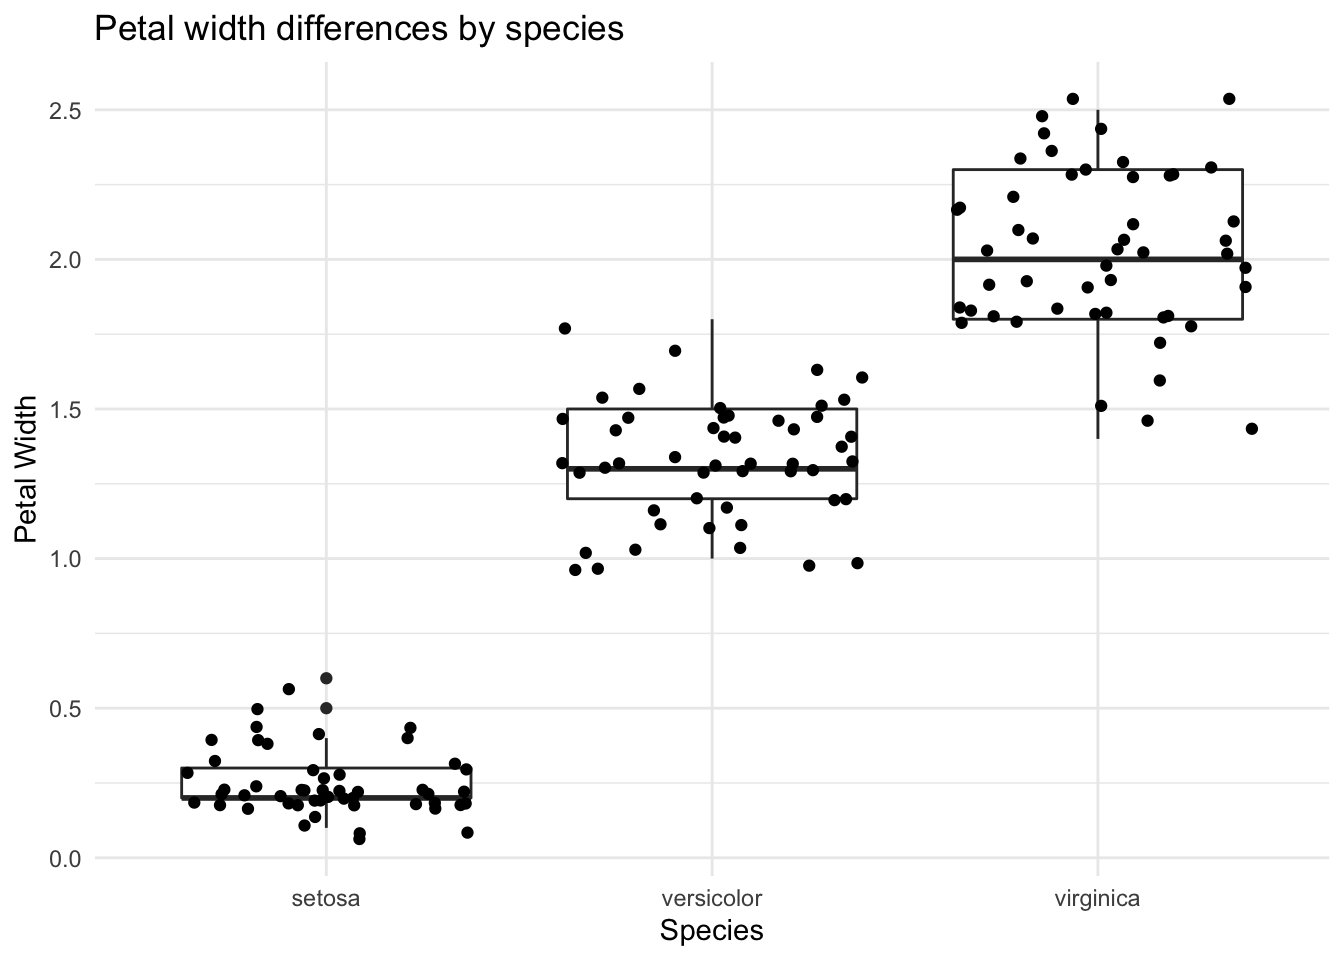 Petal width differences by species
Petal Width
2.5
2.0
1.5
1.0
0.5
0.0
setosa versicolor virginica
Species